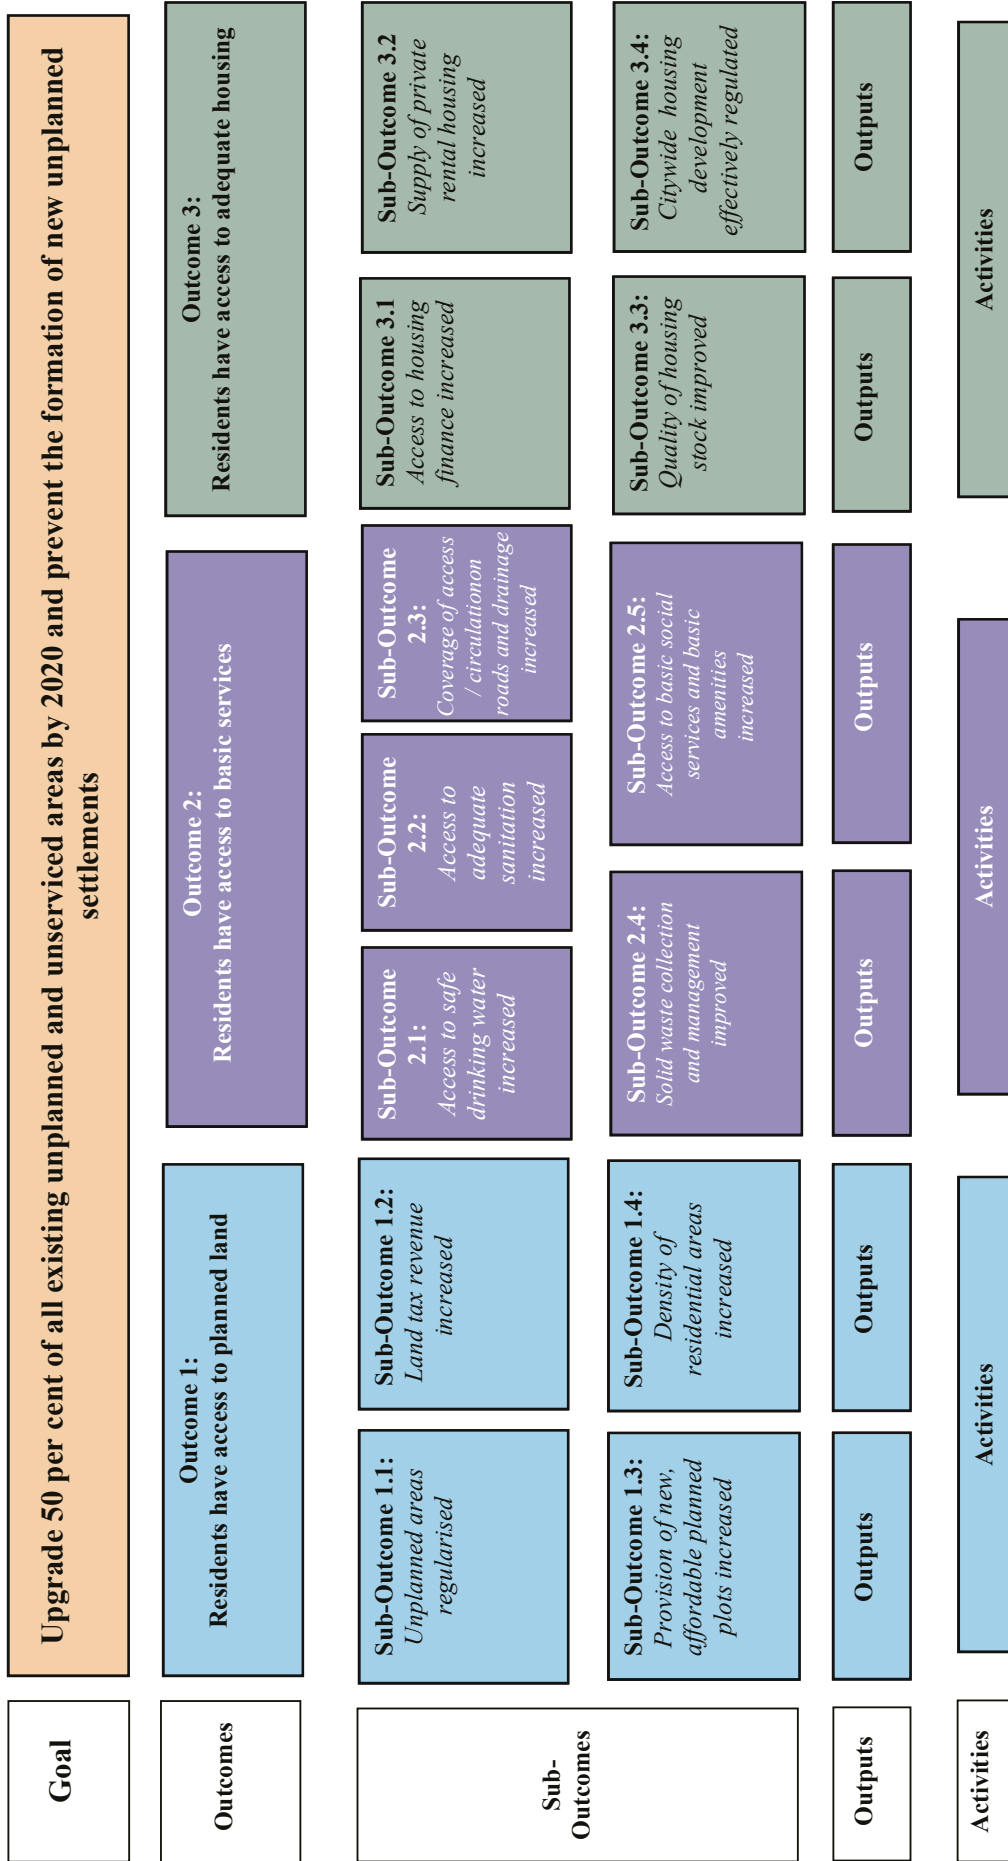 Goal
Upgrade 50 per cent of all existing unplanned and unserviced areas by 2020 and prevent the formation of new unplanned
settlements
Outcomes
Outcome 1:
Residents have access to planned land
Outcome 2:
Residents have access to basic services
Outcome 3:
Residents have access to adequate housing
Sub-
Outcomes
Sub-Outcome 1.1:
Unplanned areas
regularised
Sub-Outcome 1.2:
Land tax revenue
increased
Sub-Outcome
2.1:
Access to safe
drinking water
increased
Sub-Outcome
2.2:
Access to
adequate
sanitation
increased
Sub-Outcome
2.3:
Coverage of access
/ circulationon
roads and drainage
increased
Sub-Outcome 3.1
Access to housing
finance increased
Sub-Outcome 3.2
Supply of private
rental housing
increased
Sub-Outcome 1.3:
Provision of new,
affordable planned
plots increased
Sub-Outcome 1.4:
Density of
residential areas
increased
Sub-Outcome 2.4:
Solid waste collection
and management
improved
Sub-Outcome 2.5:
Access to basic social
services and basic
amenities
increased
Sub-Outcome 3.3:
Quality of housing
stock improved
Sub-Outcome 3.4:
Citywide housing
development
effectively regulated
Outputs
Outputs
Outputs
Outputs
Outputs
Outputs
Outputs
Activities
Activities
Activities
Activities